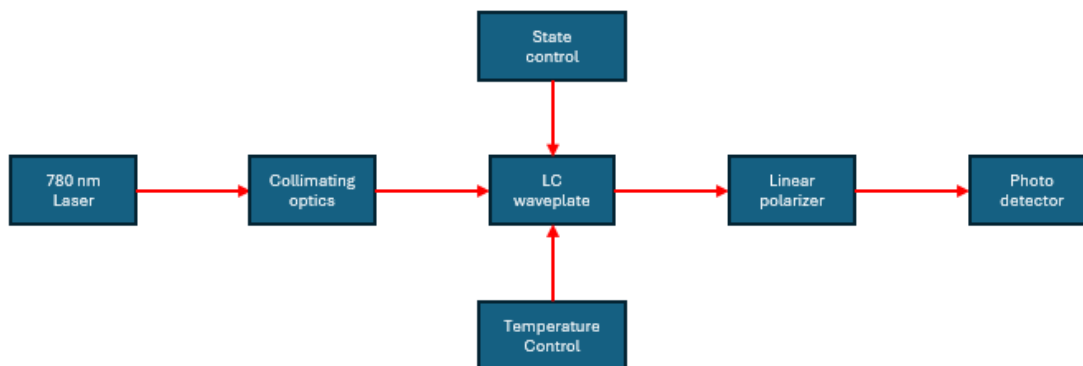 State
control
780 nm
Laser
Collimating
optics
LC
waveplate
Linear
polarizer
Photo
detector
Temperature
Control